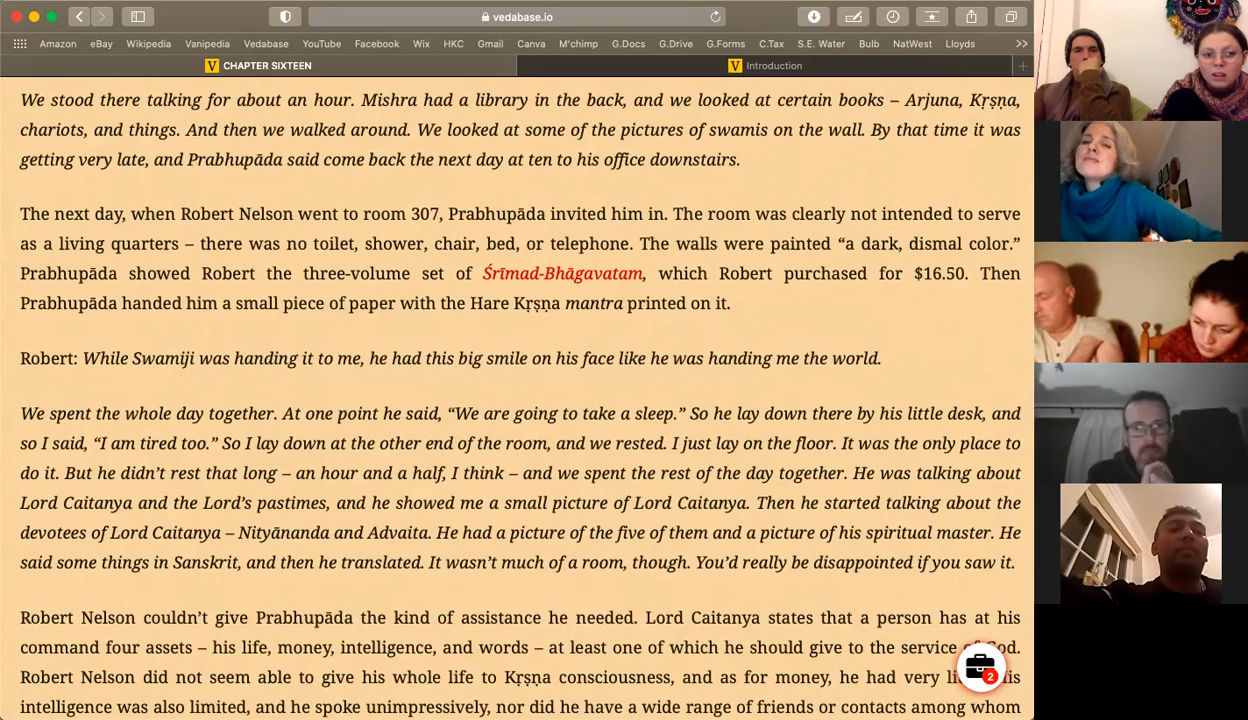 vedabase.io
Amazon eBay Wikipedia Vanipedia Vedabase YouTube Facebook Wix HKC Gmail Canva M'chimp G.Docs G.Drive G.Forms C.Tax S.E. Water Bulb NatWest Lloyds
V CHAPTER SIXTEEN V Introduction
We stood there talking for about an hour. Mishra had a library in the back, and we looked at certain books – Arjuna, Kṛṣṇa,
chariots, and things. And then we walked around. We looked at some of the pictures of swamis on the wall. By that time it was
getting very late, and Prabhupāda said come back the next day at ten to his office downstairs.
The next day, when Robert Nelson went to room 307, Prabhupāda invited him in. The room was clearly not intended to serve
as a living quarters – there was no toilet, shower, chair, bed, or telephone. The walls were painted “a dark, dismal color.”
Prabhupāda showed Robert the three-volume set of Śrīmad-Bhāgavatam, which Robert purchased for $16.50. Then
Prabhupāda handed him a small piece of paper with the Hare Kṛṣṇa mantra printed on it.
Robert: While Swamiji was handing it to me, he had this big smile on his face like he was handing me the world.
We spent the whole day together. At one point he said, “We are going to take a sleep.” So he lay down there by his little desk, and
so I said, “I am tired too.” So I lay down at the other end of the room, and we rested. I just lay on the floor. It was the only place to
do it. But he didn’t rest that long – an hour and a half, I think – and we spent the rest of the day together. He was talking about
Lord Caitanya and the Lord’s pastimes, and he showed me a small picture of Lord Caitanya. Then he started talking about the
devotees of Lord Caitanya – Nityānanda and Advaita. He had a picture of the five of them and a picture of his spiritual master. He
said some things in Sanskrit, and then he translated. It wasn’t much of a room, though. You’d really be disappointed if you saw it.
Robert Nelson couldn’t give Prabhupāda the kind of assistance he needed. Lord Caitanya states that a person has at his
command four assets – his life, money, intelligence, and words – at least one of which he should give to the service of God.
Robert Nelson did not seem able to give his whole life to Kṛṣṇa consciousness, and as for money, he had very
2
intelligence was also limited, and he spoke unimpressively, nor did he have a wide range of friends or contacts among whom